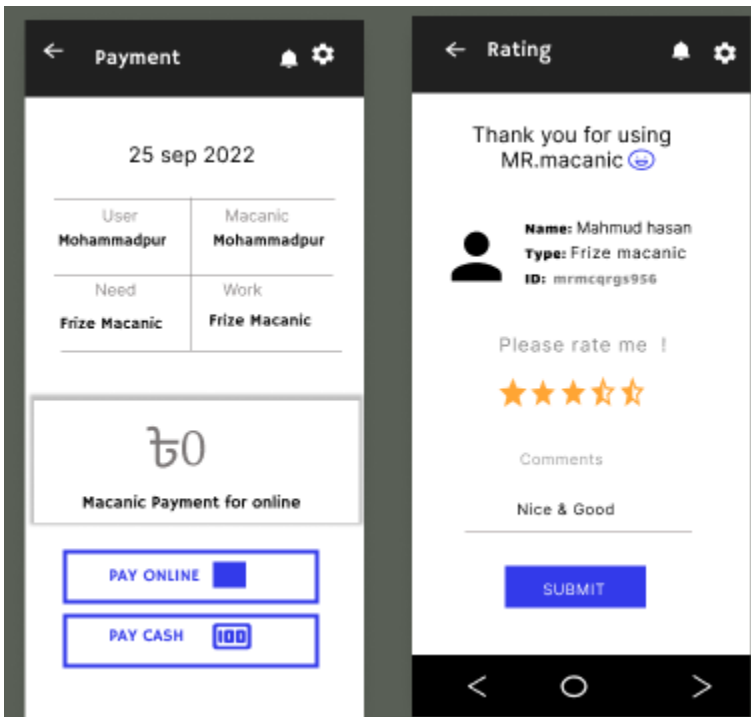 Payment
25 sep 2022
User Macanic
Mohammadpur Mohammadpur
Need Work
Frize Macanic Frize Macanic
৳0
Macanic Payment for online
PAY ONLINE
PAY CASH 100
Rating
Thank you for using
MR.macanic
Name: Mahmud hasan
Type: Frize macanic
ID: mrmcqrgs956
Please rate me !
Comments
Nice & Good
SUBMIT